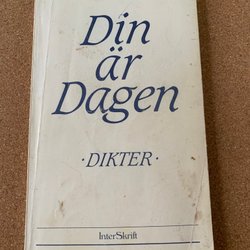 Din
är
Dagen
· DIKTER ·
InterSkrift